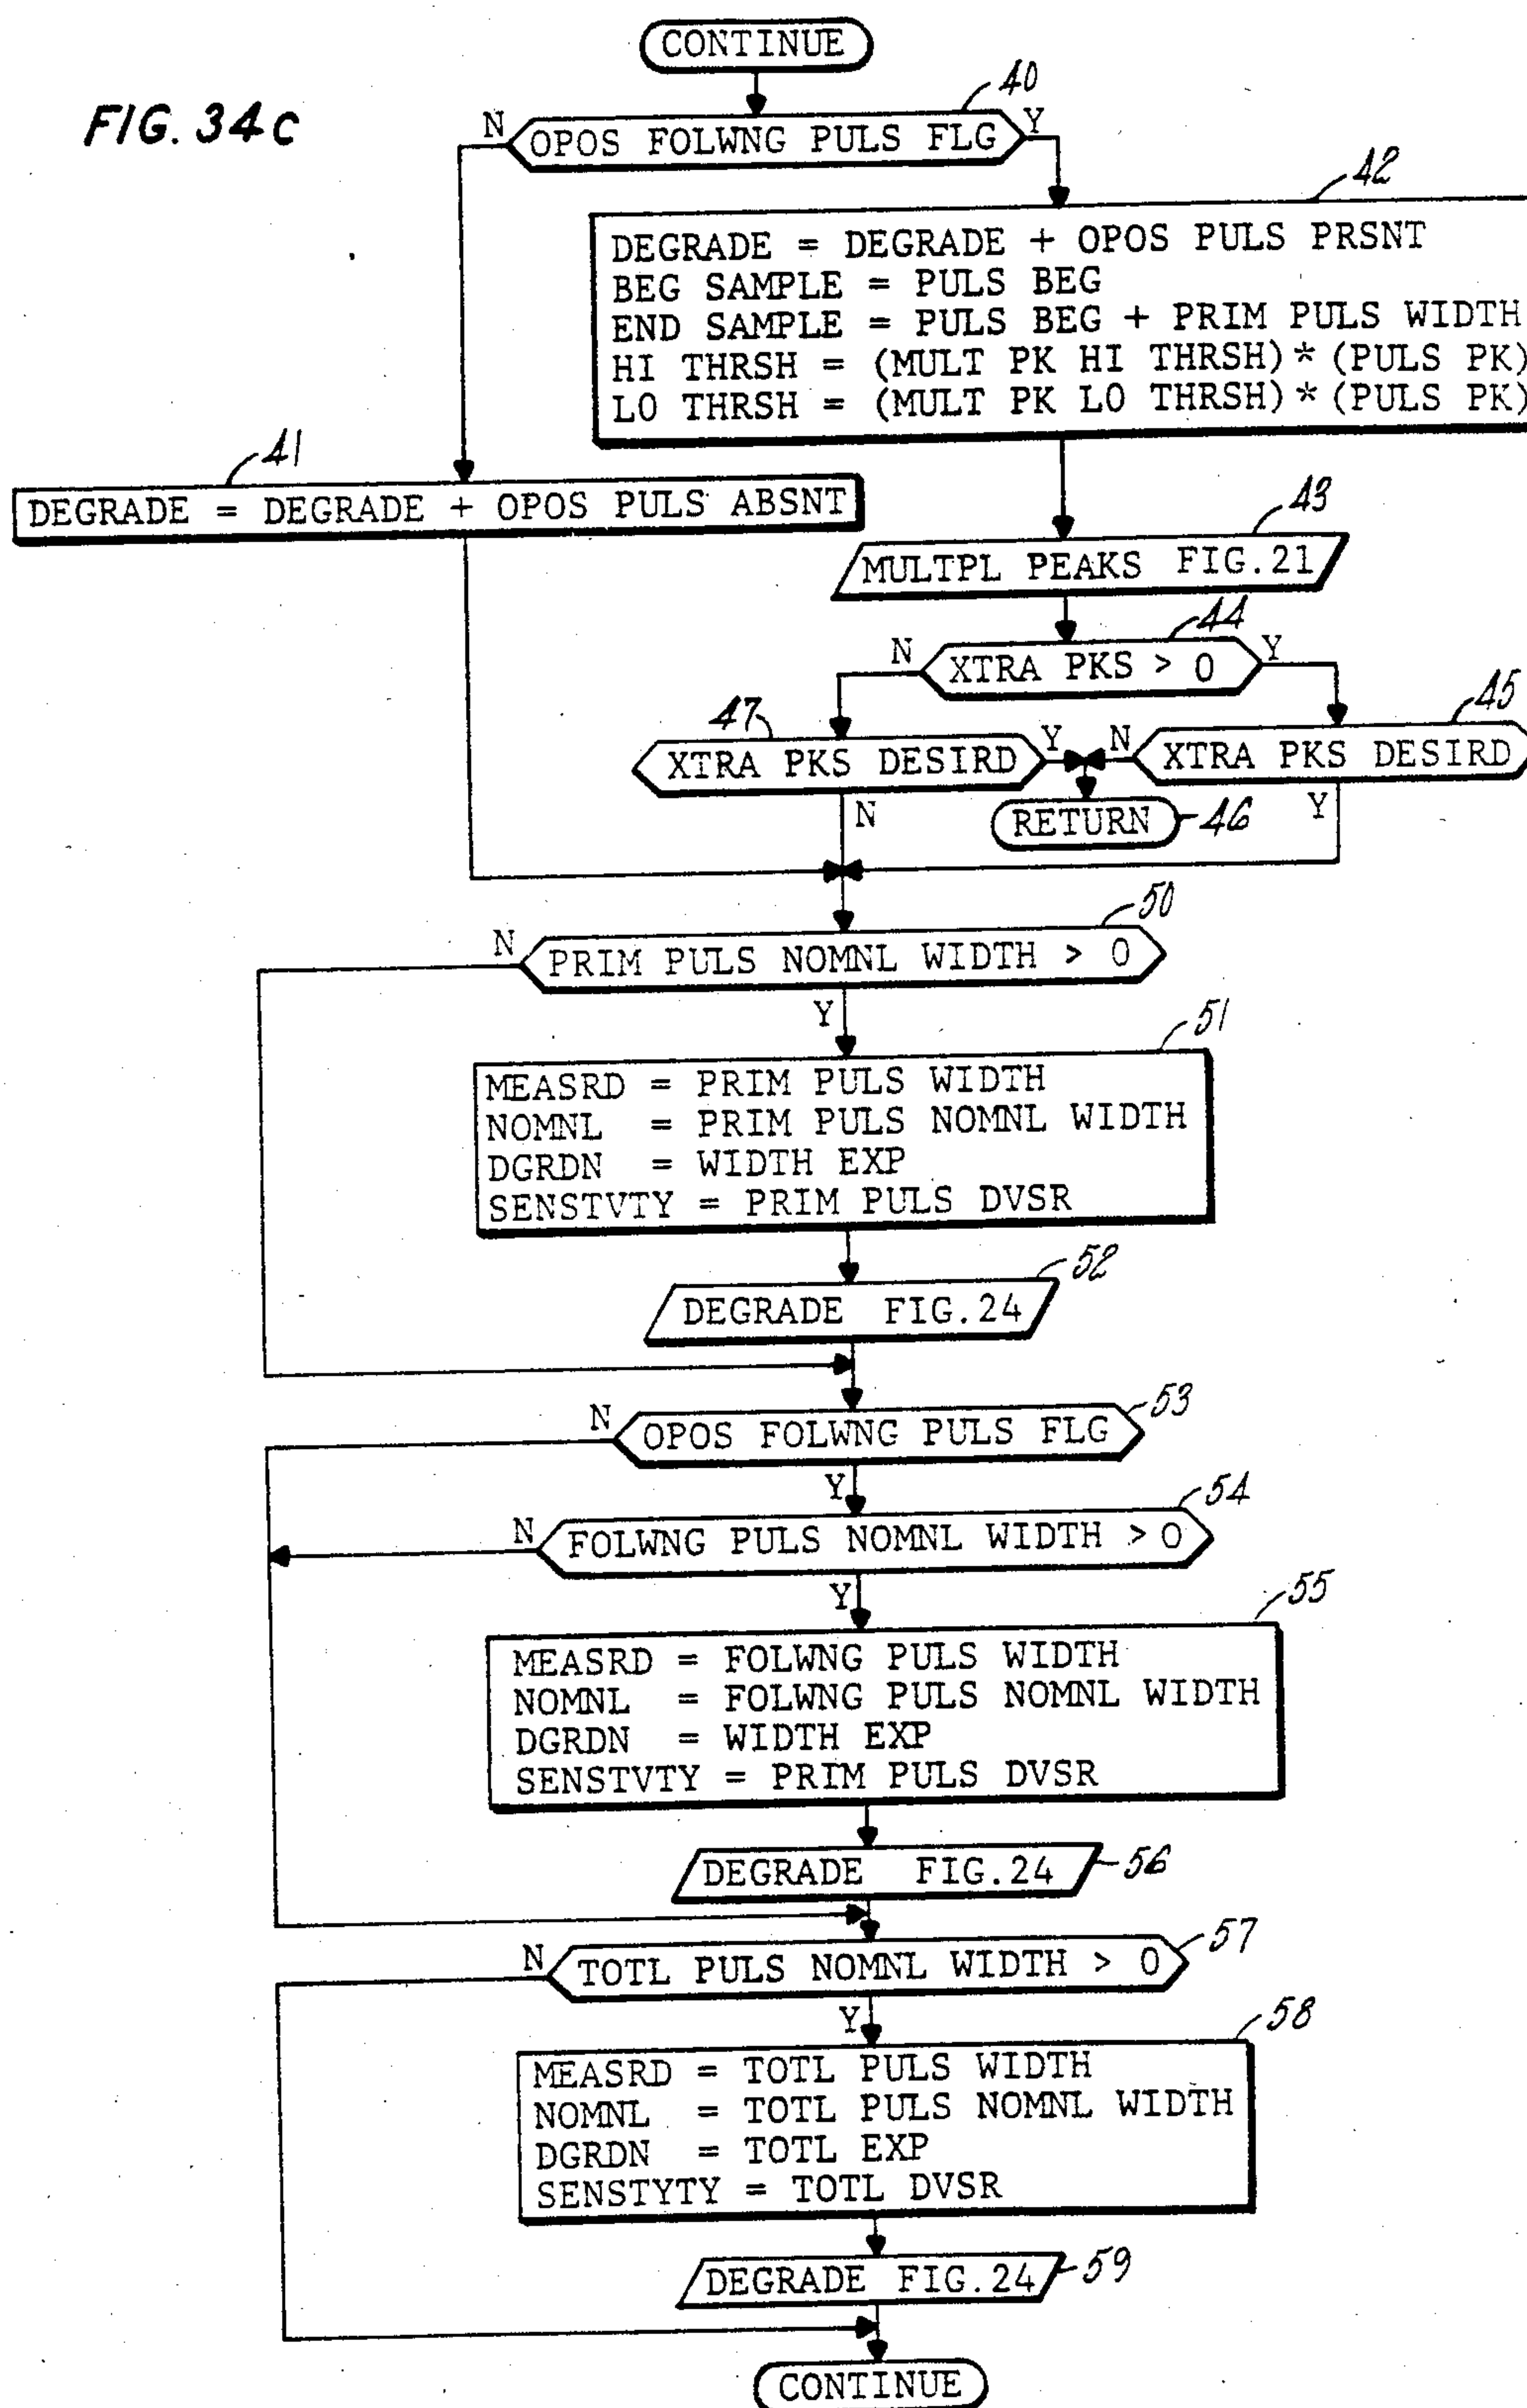 CONTINUE
FIG. 34c
40
N
OPOS FOLWNG PULS FLG
Y
42
DEGRADE = DEGRADE + OPOS PULS PRSNT
BEG SAMPLE = PULS BEG
END SAMPLE = PULS BEG + PRIM PULS WIDTH
HI THRSH = (MULT PK HI THRSH)*(PULS PK)
LO THRSH = (MULT PK LO THRSH)*(PULS PK)
41
DEGRADE = DEGRADE + OPOS PULS ABSNT
43
MULTPL PEAKS FIG.21
44
N
XTRA PKS > 0
Y
47
XTRA PKS DESIRD
Y
N
45
XTRA PKS DESIRD
N
Y
RETURN
46
50
N
PRIM PULS NOMNL WIDTH > 0
Y
51
MEASRD = PRIM PULS WIDTH
NOMNL = PRIM PULS NOMNL WIDTH
DGRDN = WIDTH EXP
SENSTVTY = PRIM PULS DVSR
52
DEGRADE FIG.24
53
N
OPOS FOLWNG PULS FLG
Y
54
N
FOLWNG PULS NOMNL WIDTH > 0
Y
55
MEASRD = FOLWNG PULS WIDTH
NOMNL = FOLWNG PULS NOMNL WIDTH
DGRDN = WIDTH EXP
SENSTVTY = PRIM PULS DVSR
DEGRADE FIG.24
56
57
N
TOTL PULS NOMNL WIDTH > 0
Y
58
MEASRD = TOTL PULS WIDTH
NOMNL = TOTL PULS NOMNL WIDTH
DGRDN = TOTL EXP
SENSTYTY = TOTL DVSR
DEGRADE FIG.24
59
CONTINUE